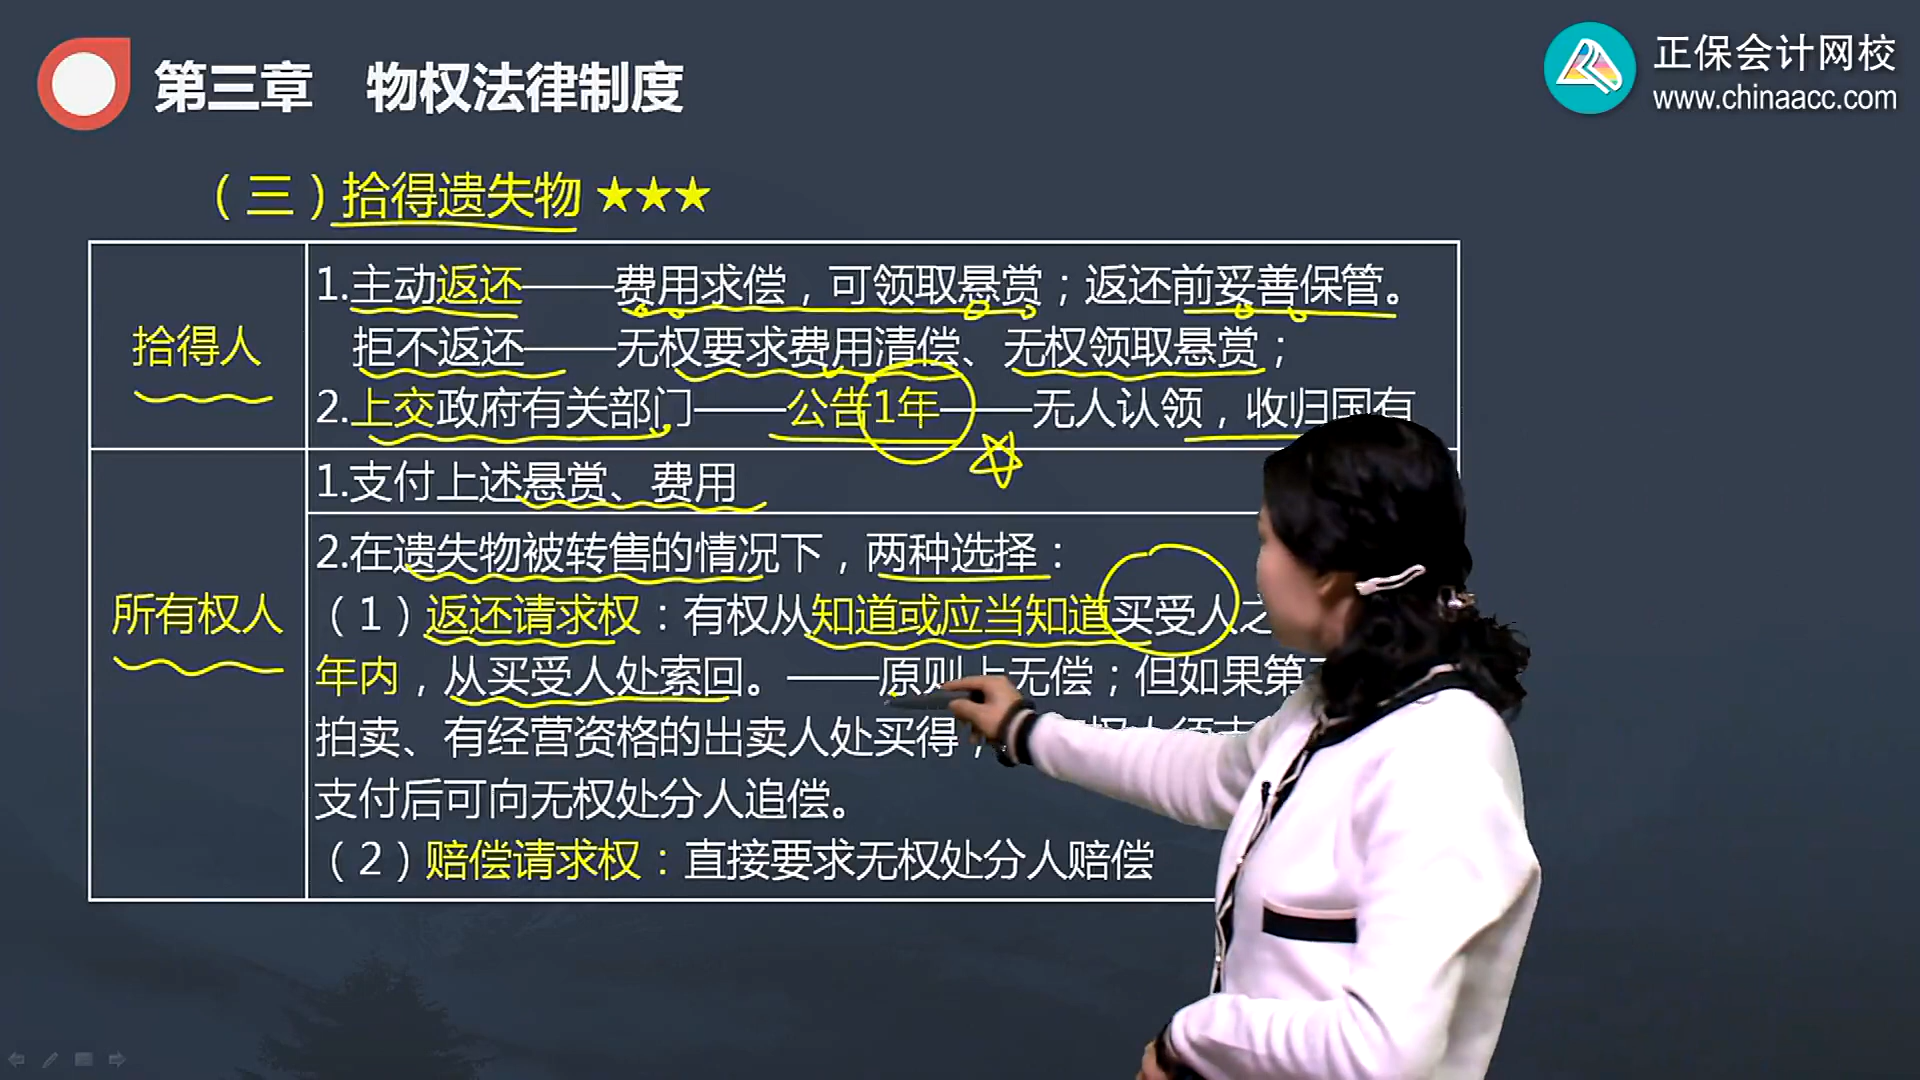 第三章 物权法律制度
正保会计网校
www.chinaacc.com
（三）拾得遗失物 ★★★
拾得人
1.主动返还——费用求偿，可领取悬赏；返还前妥善保管。
拒不返还——无权要求费用清偿、无权领取悬赏；
2.上交政府有关部门——公告1年——无人认领，收归国有
所有权人
1.支付上述悬赏、费用
2.在遗失物被转售的情况下，两种选择：
（1）返还请求权：有权从知道或应当知道买受人之
年内，从买受人处索回。——原则上无偿；但如果第
拍卖、有经营资格的出卖人处买得，
支付后可向无权处分人追偿。
（2）赔偿请求权：直接要求无权处分人赔偿